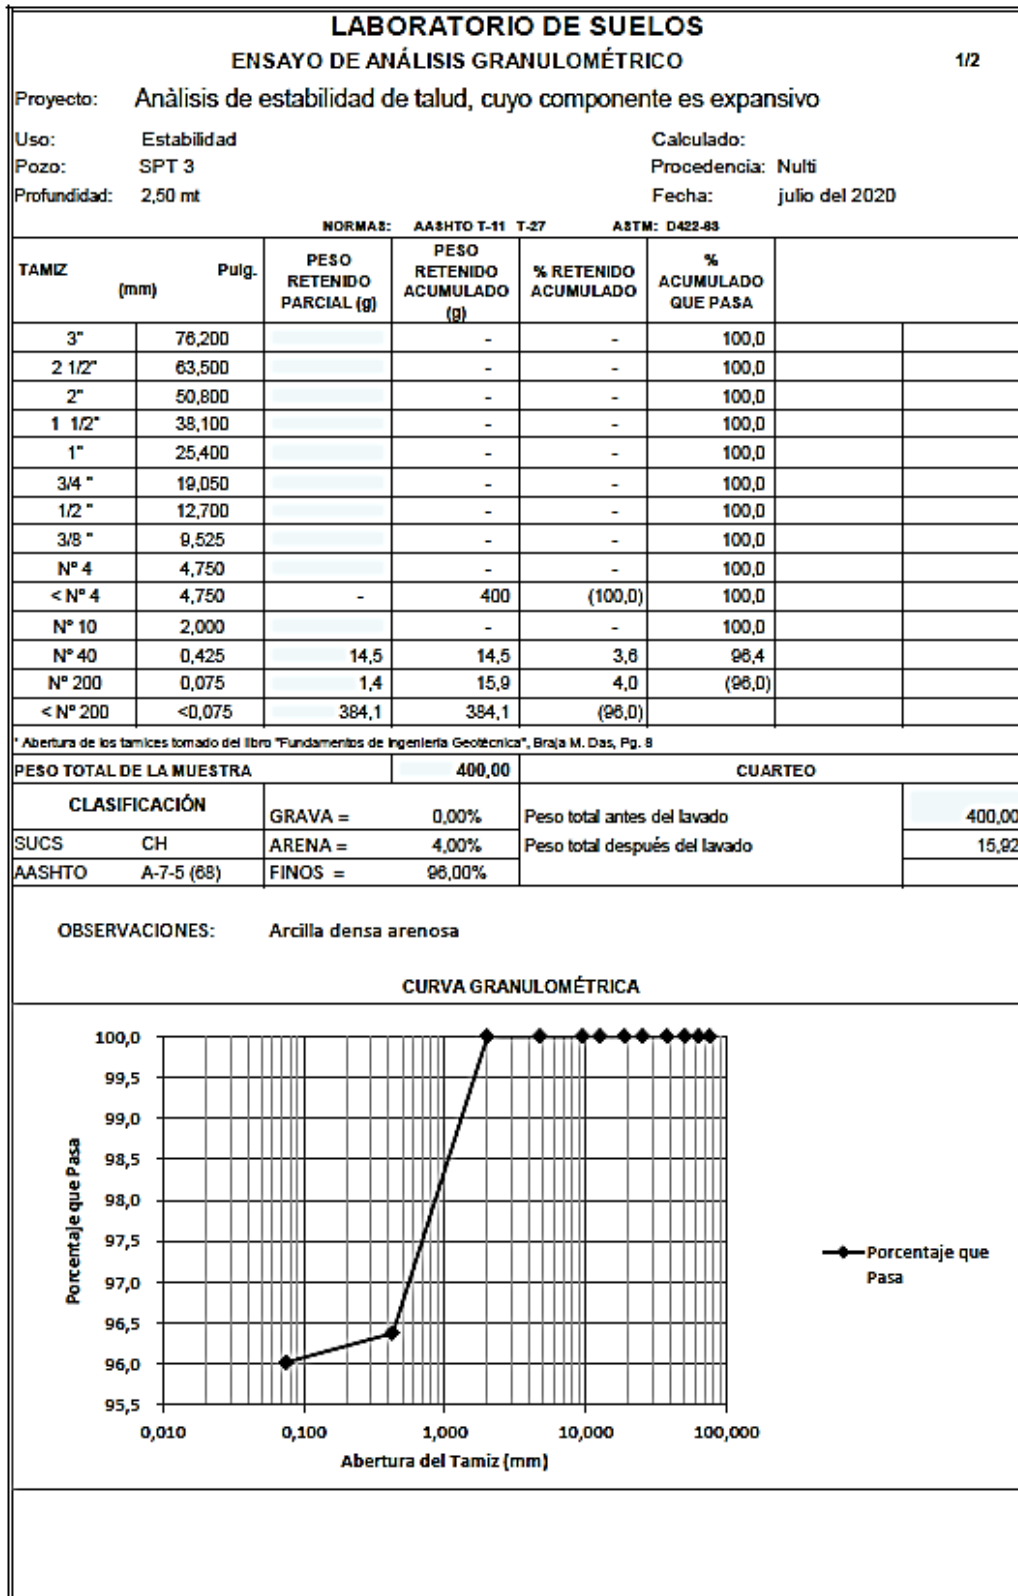 LABORATORIO DE SUELOS
ENSAYO DE ANÁLISIS GRANULOMÉTRICO 1/2
Proyecto: Anàlisis de estabilidad de talud, cuyo componente es expansivo
Uso: Estabilidad Calculado:
Pozo: SPT 3 Procedencia: Nulti
Profundidad: 2,50 mt Fecha: julio del 2020
NORMAS: AASHTO T-11 T-27 ASTM: D422-63
TAMIZ Pulg. (mm) PESO RETENIDO PARCIAL (g) PESO RETENIDO ACUMULADO (g) % RETENIDO ACUMULADO % ACUMULADO QUE PASA
3" 76,200 - - 100,0
2 1/2" 63,500 - - 100,0
2" 50,800 - - 100,0
1 1/2" 38,100 - - 100,0
1" 25,400 - - 100,0
3/4 " 19,050 - - 100,0
1/2 " 12,700 - - 100,0
3/8 " 9,525 - - 100,0
Nº 4 4,750 - - 100,0
< Nº 4 4,750 - 400 (100,0) 100,0
Nº 10 2,000 - - 100,0
Nº 40 0,425 14,5 14,5 3,6 96,4
Nº 200 0,075 1,4 15,9 4,0 (96,0)
< Nº 200 <0,075 384,1 384,1 (96,0)
* Abertura de los tamices tomado del libro "Fundamentos de Ingeniería Geotécnica", Braja M. Das, Pg. 8
PESO TOTAL DE LA MUESTRA 400,00 CUARTEO
CLASIFICACIÓN GRAVA = 0,00% Peso total antes del lavado 400,00
SUCS CH ARENA = 4,00% Peso total después del lavado 15,92
AASHTO A-7-5 (68) FINOS = 96,00%
OBSERVACIONES: Arcilla densa arenosa
CURVA GRANULOMÉTRICA
100,0
99,5
99,0
98,5
98,0
97,5
97,0
96,5
96,0
95,5
Porcentaje que Pasa
0,010 0,100 1,000 10,000 100,000
Abertura del Tamiz (mm)
Porcentaje que
Pasa